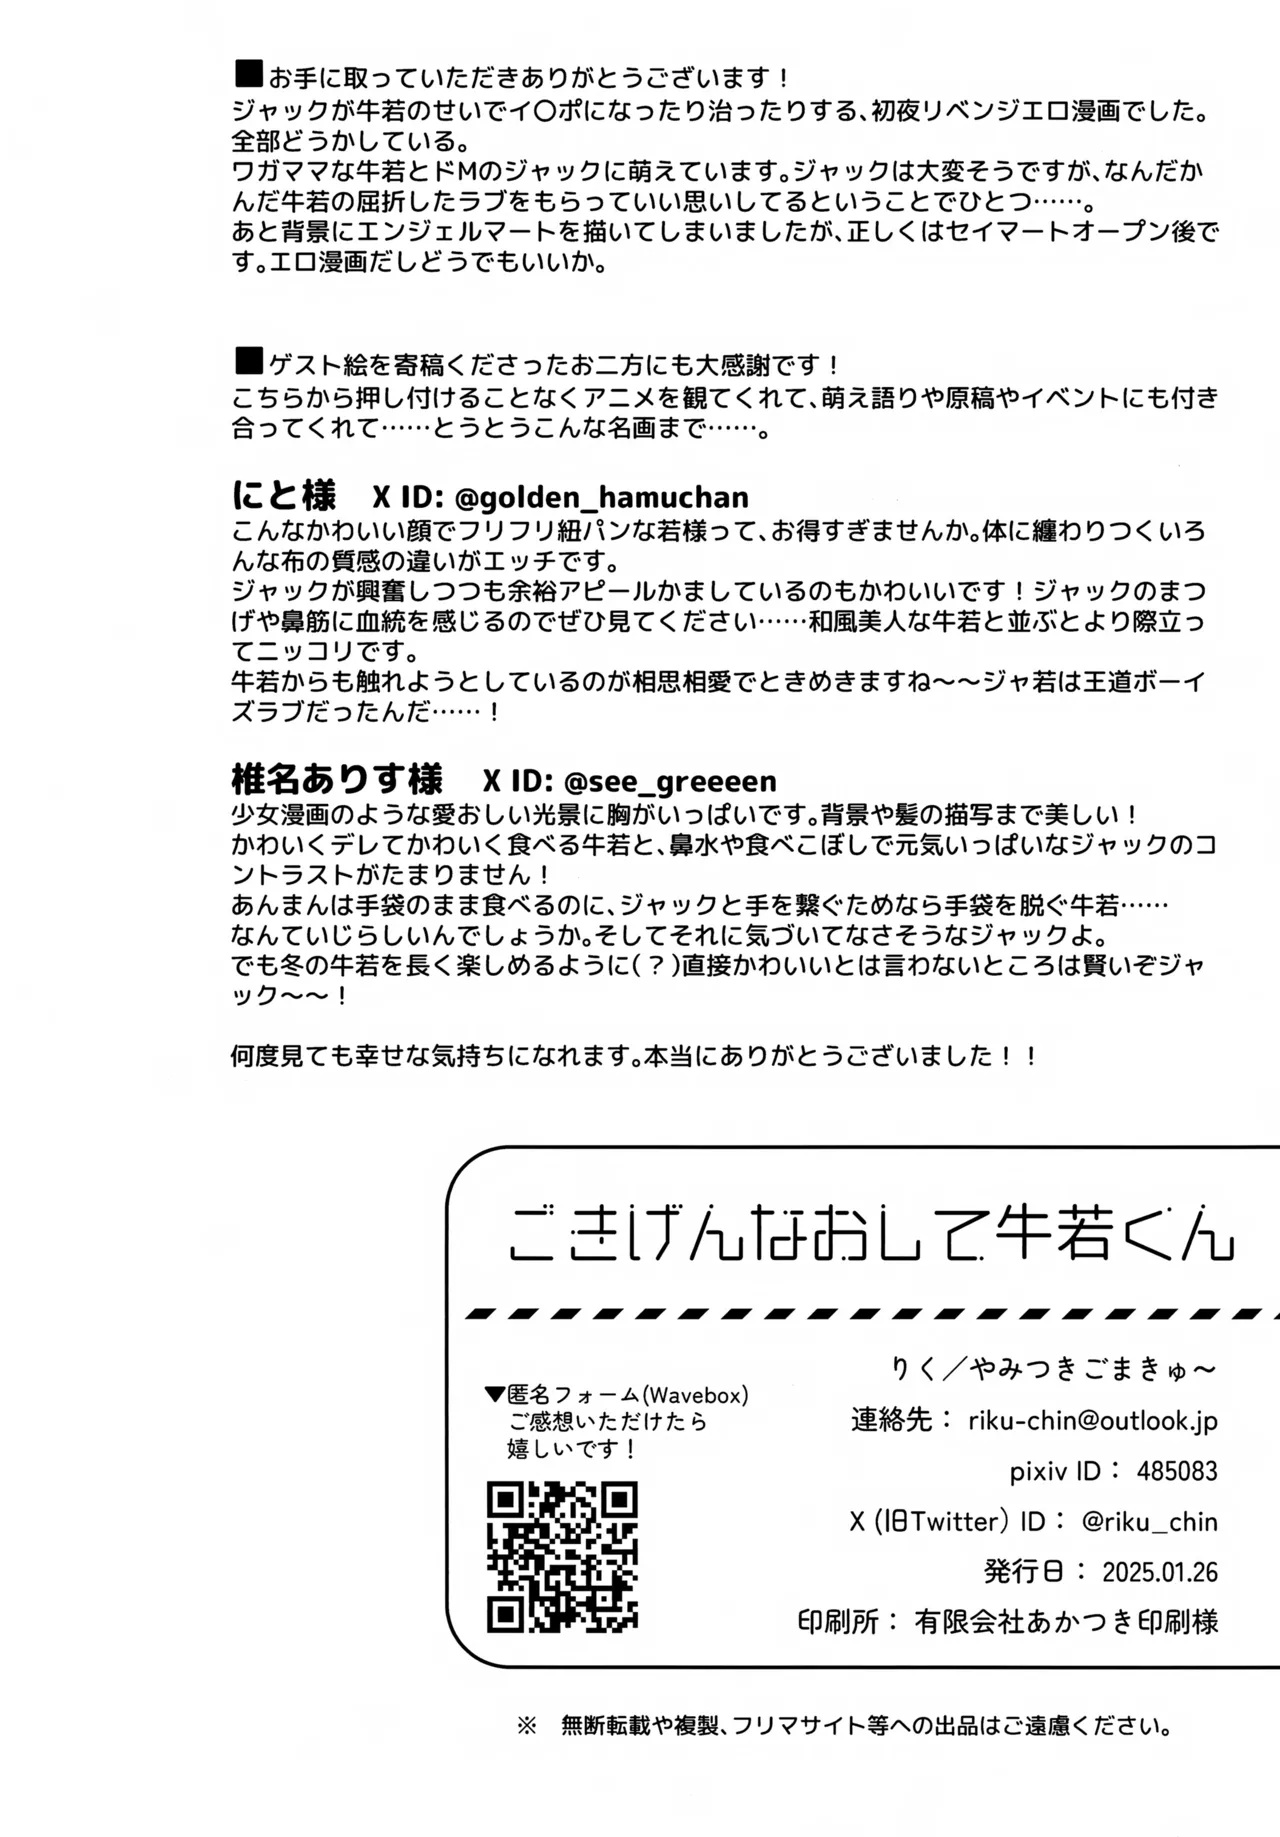 ■お手に取っていただきありがとうございます！
ジャックが牛若のせいでイ〇ポになったり治ったりする、初夜リベンジエロ漫画でした。
全部どうかしている。
ワガママな牛若とドMのジャックに萌えています。ジャックは大変そうですが、なんだか
んだ牛若の屈折したラブをもらっていい思いしてるということでひとつ……。
あと背景にエンジェルマートを描いてしまいましたが、正しくはセイマートオープン後で
す。エロ漫画だしどうでもいいか。
■ゲスト絵を寄稿くださったお二方にも大感謝です！
こちらから押し付けることなくアニメを観てくれて、萌え語りや原稿やイベントにも付き
合ってくれて……とうとうこんな名画まで……。
にと様　X ID: @golden_hamuchan
こんなかわいい顔でフリフリ紐パンな若様って、お得すぎませんか。体に纏わりつくいろ
んな布の質感の違いがエッチです。
ジャックが興奮しつつも余裕アピールかましているのもかわいいです！ジャックのまつ
げや鼻筋に血統を感じるのでぜひ見てください……和風美人な牛若と並ぶとより際立っ
てニッコリです。
牛若からも触れようとしているのが相思相愛でときめきますね〜〜ジャ若は王道ボーイ
ズラブだったんだ……！
椎名ありす様　X ID: @see_greeeen
少女漫画のような愛おしい光景に胸がいっぱいです。背景や髪の描写まで美しい！
かわいくデレてかわいく食べる牛若と、鼻水や食べこぼしで元気いっぱいなジャックのコ
ントラストがたまりません！
あんまんは手袋のまま食べるのに、ジャックと手を繋ぐためなら手袋を脱ぐ牛若……
なんていじらしいんでしょうか。そしてそれに気づいてなさそうなジャックよ。
でも冬の牛若を長く楽しめるように(？)直接かわいいとは言わないところは賢いぞジャ
ック〜〜！
何度見ても幸せな気持ちになれます。本当にありがとうございました！！
ごきげんなおして牛若くん
りく／やみつきごまきゅ〜
▼匿名フォーム(Wavebox)
ご感想いただけたら
嬉しいです！
連絡先： riku-chin@outlook.jp
pixiv ID： 485083
X (旧Twitter) ID： @riku_chin
発行日： 2025.01.26
印刷所： 有限会社あかつき印刷様
※　無断転載や複製、フリマサイト等への出品はご遠慮ください。